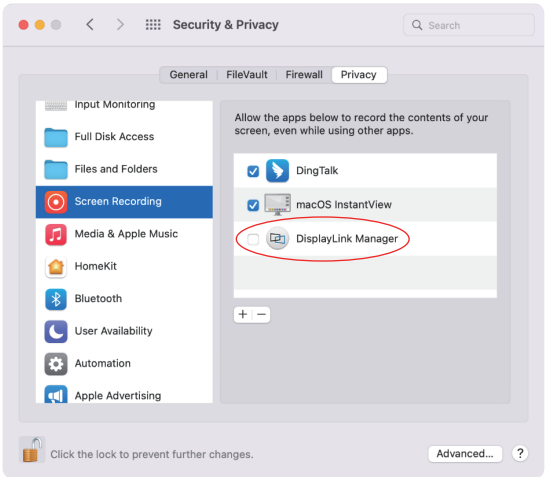 Security & Privacy
Search
General
FileVault
Firewall
Privacy
Input Monitoring
Full Disk Access
Files and Folders
Screen Recording
Media & Apple Music
HomeKit
Bluetooth
User Availability
Automation
Apple Advertising
Allow the apps below to record the contents of your
screen, even while using other apps.
DingTalk
macOS InstantView
DisplayLink Manager
+ −
Click the lock to prevent further changes.
Advanced...
?